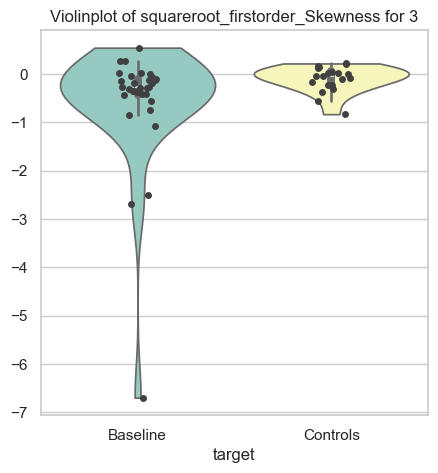 Violinplot of squareroot_firstorder_Skewness for 3
0
−1
−2
−3
−4
−5
−6
−7
Baseline
Controls
target